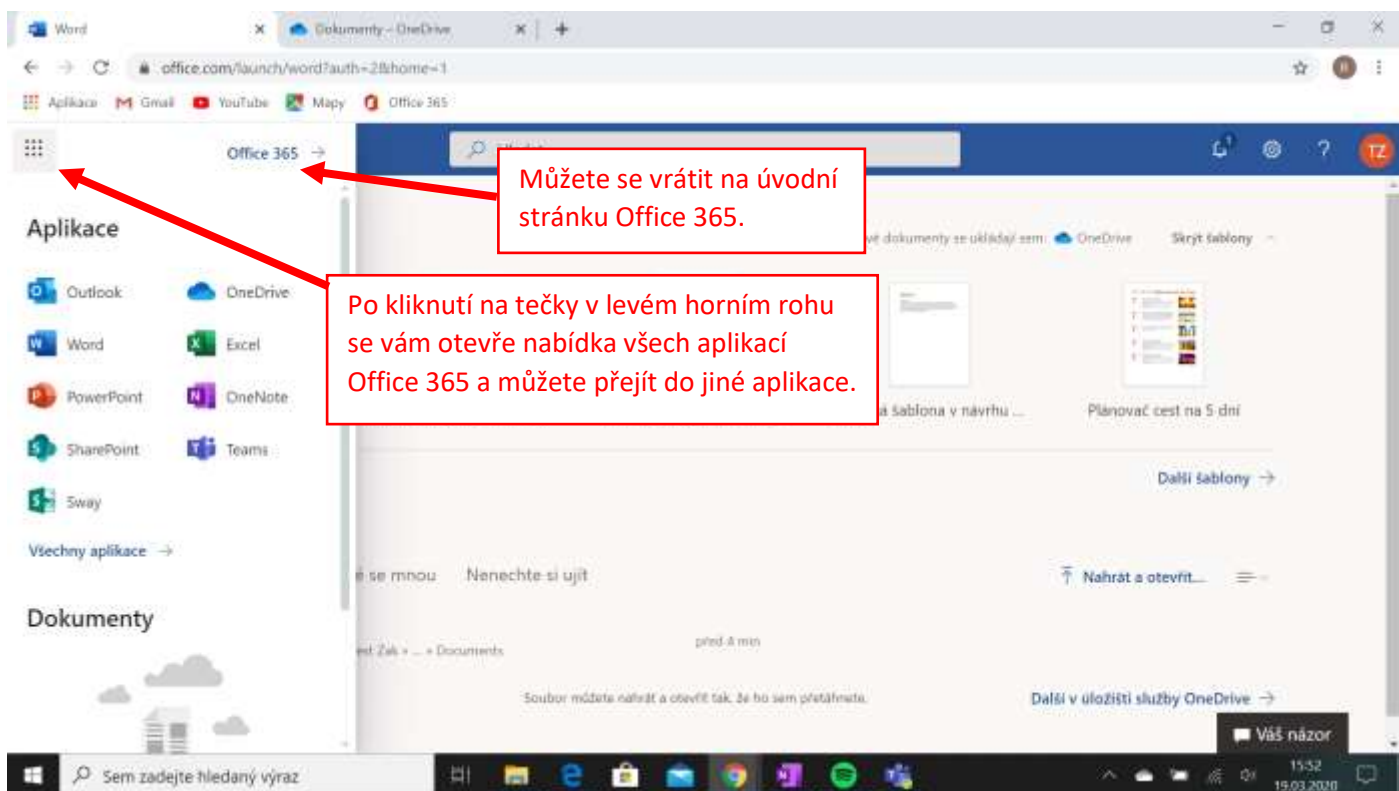 Word
Dokumenty – OneDrive
office.com/launch/word?auth=2&home=1
Aplikace
Gmail
YouTube
Mapy
Office 365
Office 365 →
?
TZ
Můžete se vrátit na úvodní
stránku Office 365.
Aplikace
dokumenty se ukládají sem:
OneDrive
Skrýt šablony
Outlook
OneDrive
Po kliknutí na tečky v levém horním rohu
se vám otevře nabídka všech aplikací
Office 365 a můžete přejít do jiné aplikace.
Word
Excel
PowerPoint
OneNote
šablona v návrhu ...
Plánovač cest na 5 dní
SharePoint
Teams
Další šablony →
Sway
Všechny aplikace →
se mnou
Nenechte si ujít
Nahrát a otevřít...
Dokumenty
před 4 min
Žák » ... » Documents
Soubor můžete nahrát a otevřít tak, že ho sem přetáhnete.
Další v úložišti služby OneDrive →
Váš názor
Sem zadejte hledaný výraz
15:52
19.03.2020